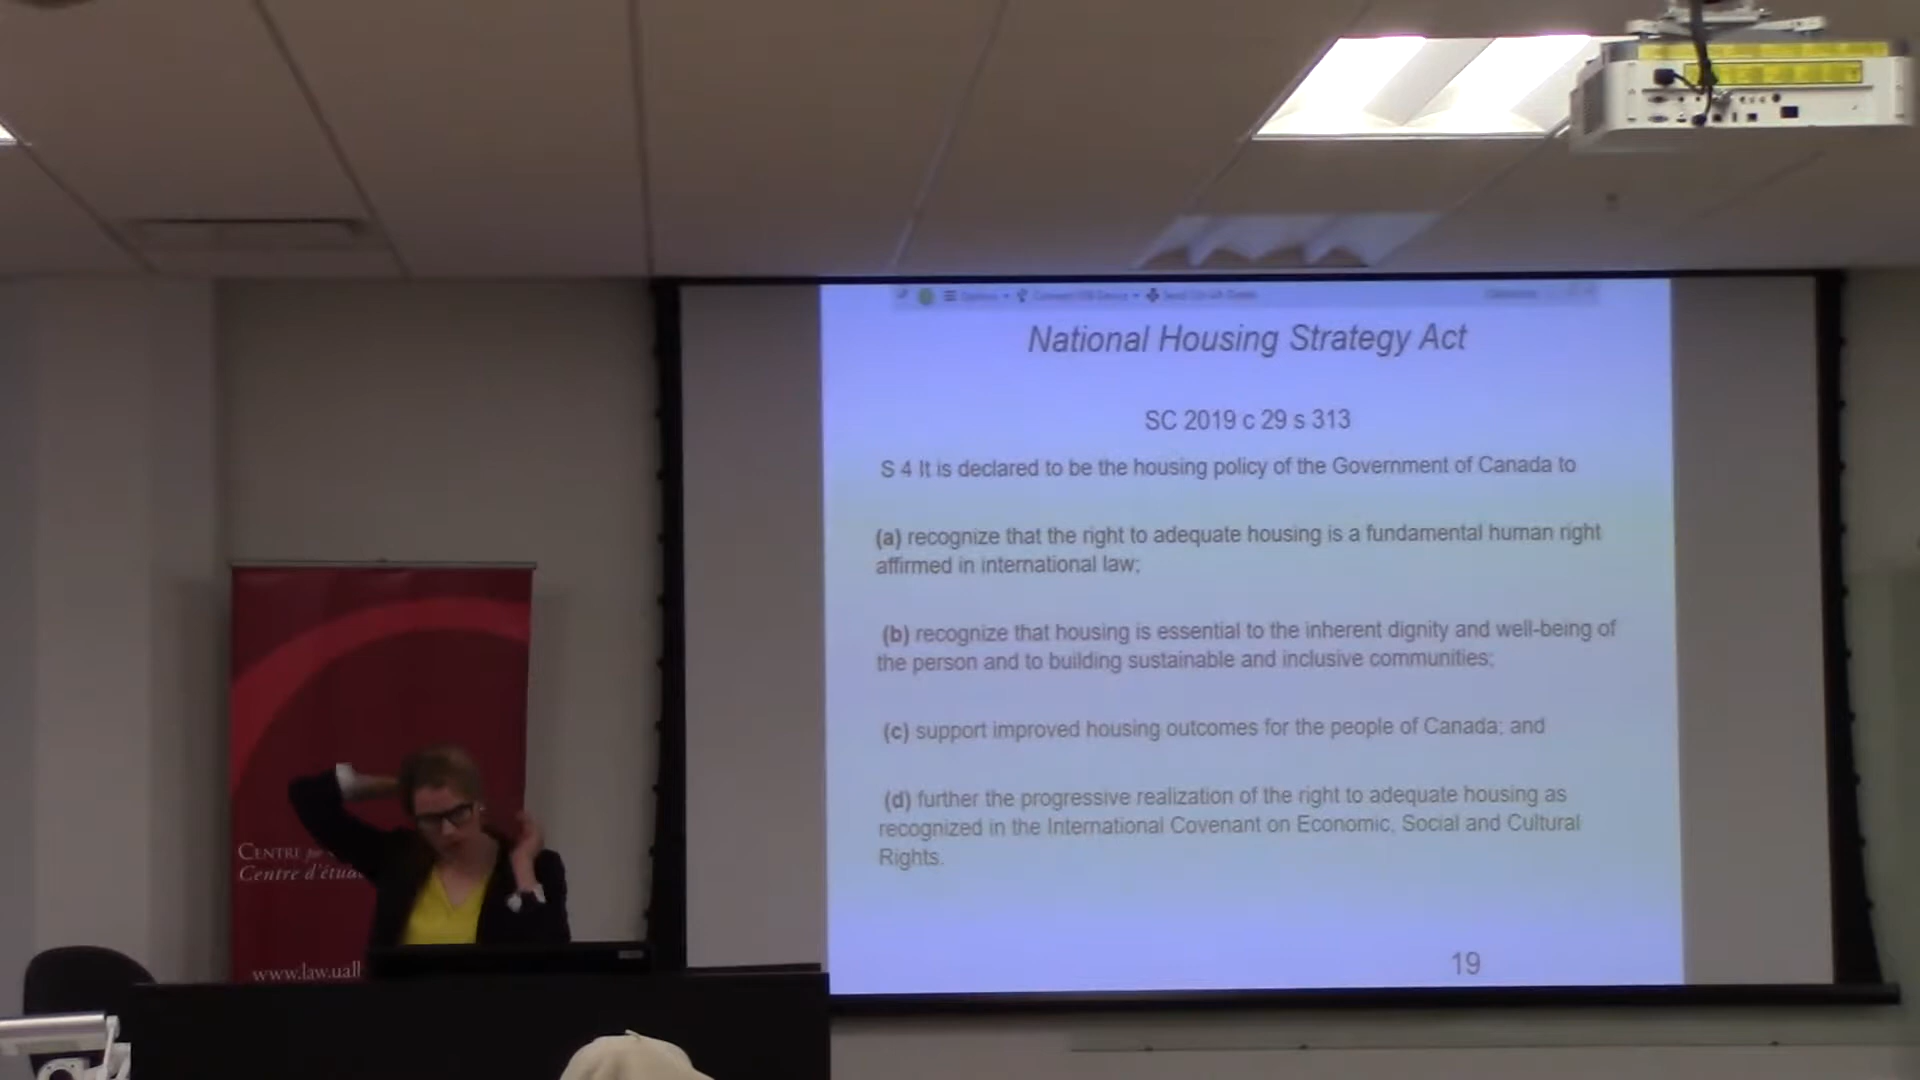 National Housing Strategy Act
SC 2019 c 29 s 313
S 4 It is declared to be the housing policy of the Government of Canada to
(a) recognize that the right to adequate housing is a fundamental human right
affirmed in international law;
(b) recognize that housing is essential to the inherent dignity and well-being of
the person and to building sustainable and inclusive communities;
(c) support improved housing outcomes for the people of Canada; and
(d) further the progressive realization of the right to adequate housing as
recognized in the International Covenant on Economic, Social and Cultural
Rights.
19
CENTRE for
Centre d'étud
www.law.ual